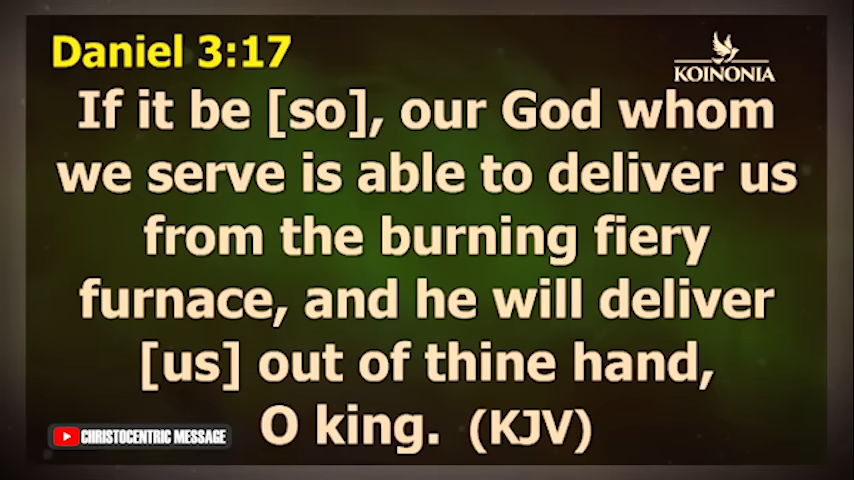 Daniel 3:17
KOINONIA
If it be [so], our God whom
we serve is able to deliver us
from the burning fiery
furnace, and he will deliver
[us] out of thine hand,
O king. (KJV)
CHRISTOCENTRIC MESSAGE